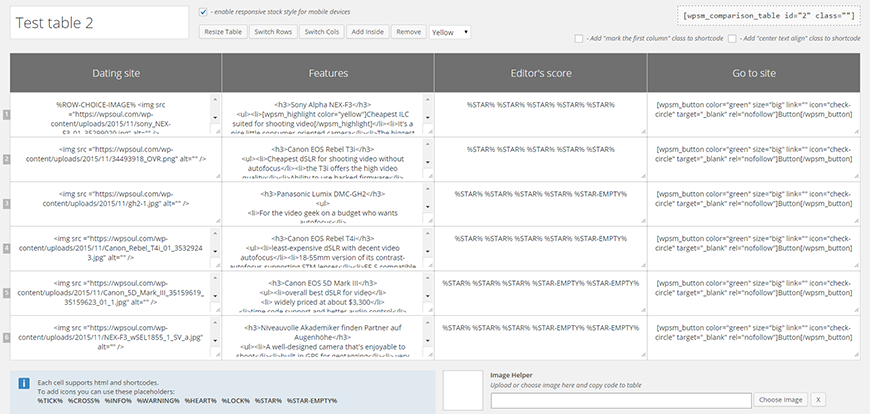 Test table 2
- enable responsive stack style for mobile devices
[wpsm_comparison_table id="2" class=""]
Resize Table Switch Rows Switch Cols Add Inside Remove Yellow
- Add "mark the first column" class to shortcode - Add "center text align" class to shortcode
Dating site Features Editor's score Go to site
1
%ROW-CHOICE-IMAGE% <img src
="https://wpsoul.com/wp-
content/uploads/2015/11/sony_NEX-
F3_01_35299020.jpg" alt="" />
<h3>Sony Alpha NEX-F3</h3>
<ul><li>[wpsm_highlight color="yellow"]Cheapest ILC
suited for shooting video[/wpsm_highlight]</li><li>It's a
nice little consumer oriented camera</li><li>The biggest
%STAR% %STAR% %STAR% %STAR% %STAR%
[wpsm_button color="green" size="big" link="" icon="check-
circle" target="_blank" rel="nofollow"]Button[/wpsm_button]
2
<img src="https://wpsoul.com/wp-
content/uploads/2015/11/34493918_OVR.png" alt="" />
<h3>Canon EOS Rebel T3i</h3>
<ul><li>Cheapest dSLR for shooting video without
autofocus</li><li>the T3i offers the high video
quality</li><li>Ability to use hacked firmware</li>
%STAR% %STAR% %STAR% %STAR% %STAR%
[wpsm_button color="green" size="big" link="" icon="check-
circle" target="_blank" rel="nofollow"]Button[/wpsm_button]
3
<img src="https://wpsoul.com/wp-
content/uploads/2015/11/gh2-1.jpg" alt="" />
<h3>Panasonic Lumix DMC-GH2</h3>
<ul>
<li>For the video geek on a budget who wants
autofocus</li>
%STAR% %STAR% %STAR% %STAR% %STAR-EMPTY%
[wpsm_button color="green" size="big" link="" icon="check-
circle" target="_blank" rel="nofollow"]Button[/wpsm_button]
4
<img src="https://wpsoul.com/wp-
content/uploads/2015/11/Canon_Rebel_T4i_01_3532924
3.jpg" alt="" />
<h3>Canon EOS Rebel T4i</h3>
<ul><li>least-expensive dSLR with decent video
autofocus</li><li>18-55mm version of its contrast-
autofocus supporting STM lenses</li><li>EF-S compatible
%STAR% %STAR% %STAR% %STAR% %STAR-EMPTY%
[wpsm_button color="green" size="big" link="" icon="check-
circle" target="_blank" rel="nofollow"]Button[/wpsm_button]
5
<img src="https://wpsoul.com/wp-
content/uploads/2015/11/Canon_5D_Mark_III_35159619_
35159623_01_1.jpg" alt="" />
<h3>Canon EOS 5D Mark III</h3>
<ul><li>overall best dSLR for video</li>
<li> widely priced at about $3,300</li>
<li>time code support and better audio control</li>
%STAR% %STAR% %STAR% %STAR-EMPTY% %STAR-EMPTY%
[wpsm_button color="green" size="big" link="" icon="check-
circle" target="_blank" rel="nofollow"]Button[/wpsm_button]
6
<img src="https://wpsoul.com/wp-
content/uploads/2015/11/NEX-F3_wSEL1855_1_SV_a.jpg"
alt="" />
<h3>Niveauvolle Akademiker finden Partner auf
Augenhöhe</h3>
<ul><li>A well-designed camera that's enjoyable to
shoot</li><li>built-in GPS for geotagging</li><li> very
%STAR% %STAR% %STAR% %STAR-EMPTY% %STAR-EMPTY%
[wpsm_button color="green" size="big" link="" icon="check-
circle" target="_blank" rel="nofollow"]Button[/wpsm_button]
i
Each cell supports html and shortcodes.
To add icons you can use these placeholders:
%TICK% %CROSS% %INFO% %WARNING% %HEART% %LOCK% %STAR% %STAR-EMPTY%
Image Helper
Upload or choose image here and copy code to table
Choose Image X